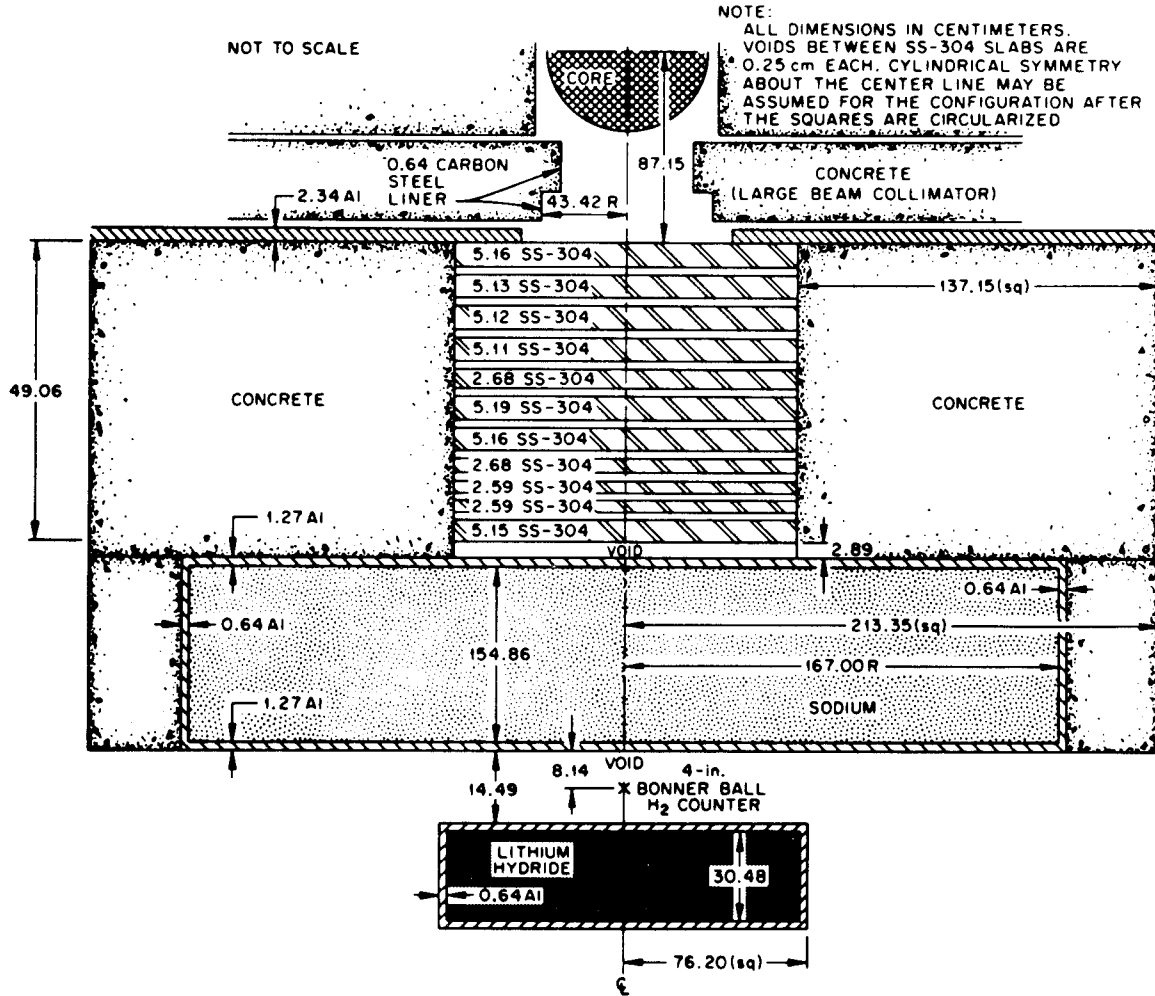 NOT TO SCALE
NOTE:
ALL DIMENSIONS IN CENTIMETERS.
VOIDS BETWEEN SS-304 SLABS ARE
0.25 cm EACH. CYLINDRICAL SYMMETRY
ABOUT THE CENTER LINE MAY BE
ASSUMED FOR THE CONFIGURATION AFTER
THE SQUARES ARE CIRCULARIZED
CORE
87.15
0.64 CARBON
STEEL
LINER
CONCRETE
(LARGE BEAM COLLIMATOR)
2.34 Al
43.42 R
5.16 SS-304
5.13 SS-304
137.15(sq)
5.12 SS-304
5.11 SS-304
49.06
2.68 SS-304
CONCRETE
5.19 SS-304
CONCRETE
5.16 SS-304
2.68 SS-304
2.59 SS-304
2.59 SS-304
1.27 Al
5.15 SS-304
VOID
2.89
0.64 Al
0.64 Al
213.35(sq)
154.86
167.00 R
1.27 Al
SODIUM
VOID
8.14
4-in.
BONNER BALL
H₂ COUNTER
14.49
LITHIUM
HYDRIDE
30.48
0.64 Al
76.20(sq)
℄